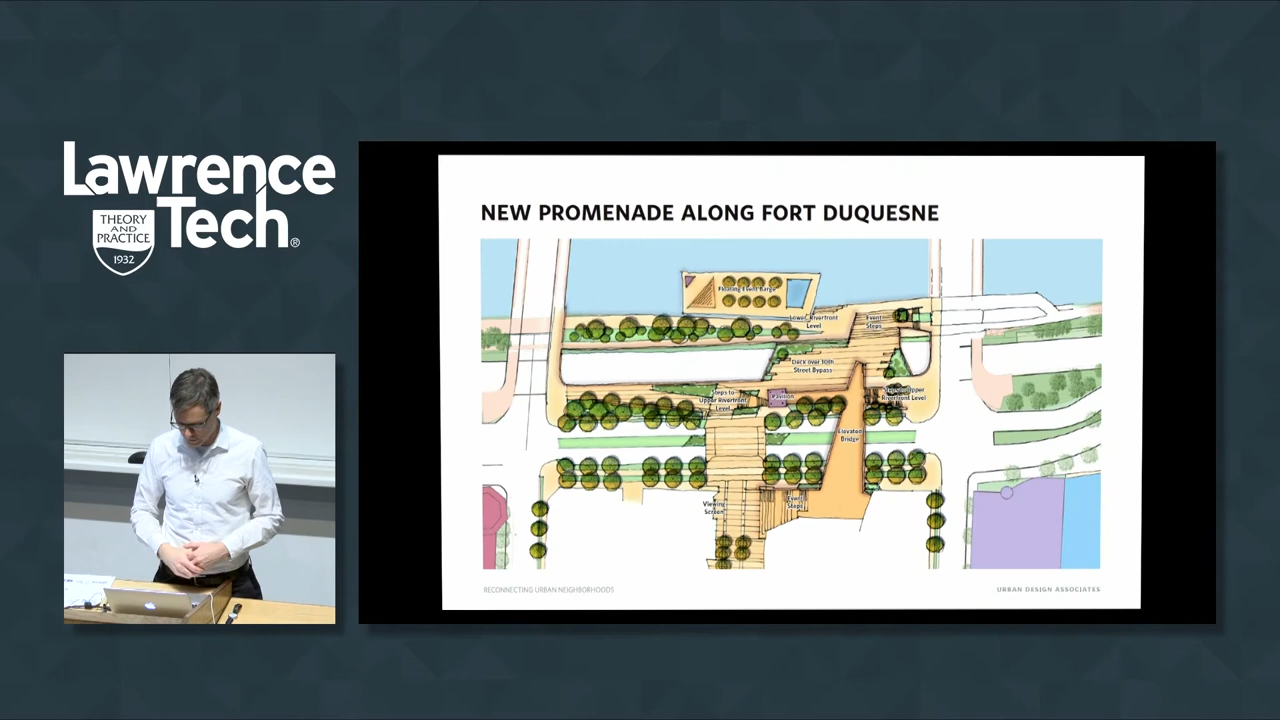 Lawrence
Tech®
THEORY
AND
PRACTICE
1932
NEW PROMENADE ALONG FORT DUQUESNE
Floating Event Barge
Lower Riverfront
Level
Event
Steps
Deck over 10th
Street Bypass
Steps to
Upper Riverfront
Level
Pavilion
Steps to Upper
Riverfront Level
Elevated
Bridge
Viewing
Screen
Event
Steps
RECONNECTING URBAN NEIGHBORHOODS
URBAN DESIGN ASSOCIATES